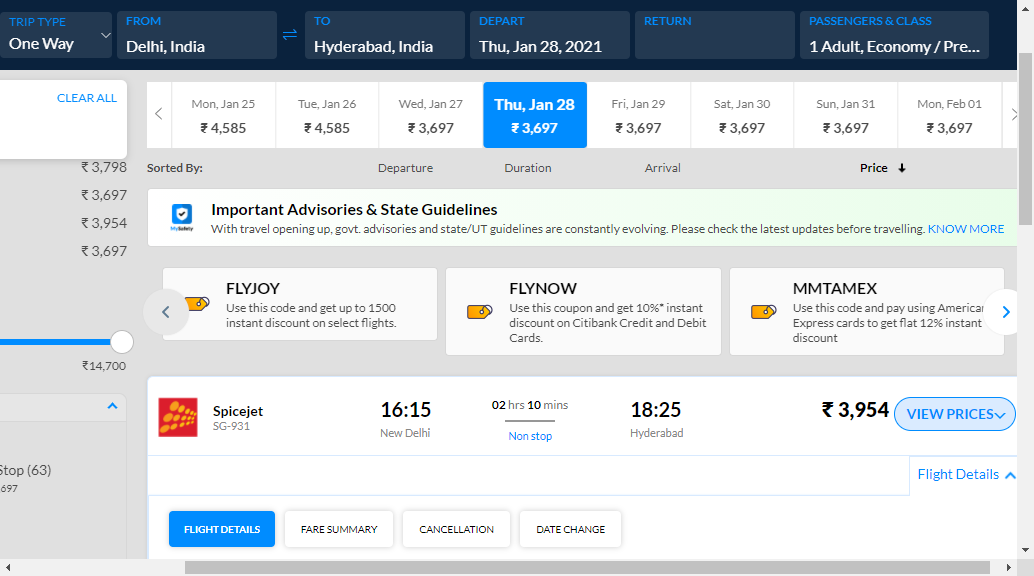 TRIP TYPE
One Way
FROM
Delhi, India
TO
Hyderabad, India
DEPART
Thu, Jan 28, 2021
RETURN
PASSENGERS & CLASS
1 Adult, Economy / Pre...
CLEAR ALL
₹ 3,798
₹ 3,697
₹ 3,954
₹ 3,697
₹14,700
Stop (63)
697
Mon, Jan 25
₹ 4,585
Tue, Jan 26
₹ 4,585
Wed, Jan 27
₹ 3,697
Thu, Jan 28
₹ 3,697
Fri, Jan 29
₹ 3,697
Sat, Jan 30
₹ 3,697
Sun, Jan 31
₹ 3,697
Mon, Feb 01
₹ 3,697
Sorted By: Departure Duration Arrival Price
MySafety
Important Advisories & State Guidelines
With travel opening up, govt. advisories and state/UT guidelines are constantly evolving. Please check the latest updates before travelling. KNOW MORE
FLYJOY
Use this code and get up to 1500
instant discount on select flights.
FLYNOW
Use this coupon and get 10%* instant
discount on Citibank Credit and Debit
Cards.
MMTAMEX
Use this code and pay using America
Express cards to get flat 12% instant
discount
Spicejet
SG-931
16:15
New Delhi
02 hrs 10 mins
Non stop
18:25
Hyderabad
₹ 3,954
VIEW PRICES
Flight Details
FLIGHT DETAILS
FARE SUMMARY
CANCELLATION
DATE CHANGE